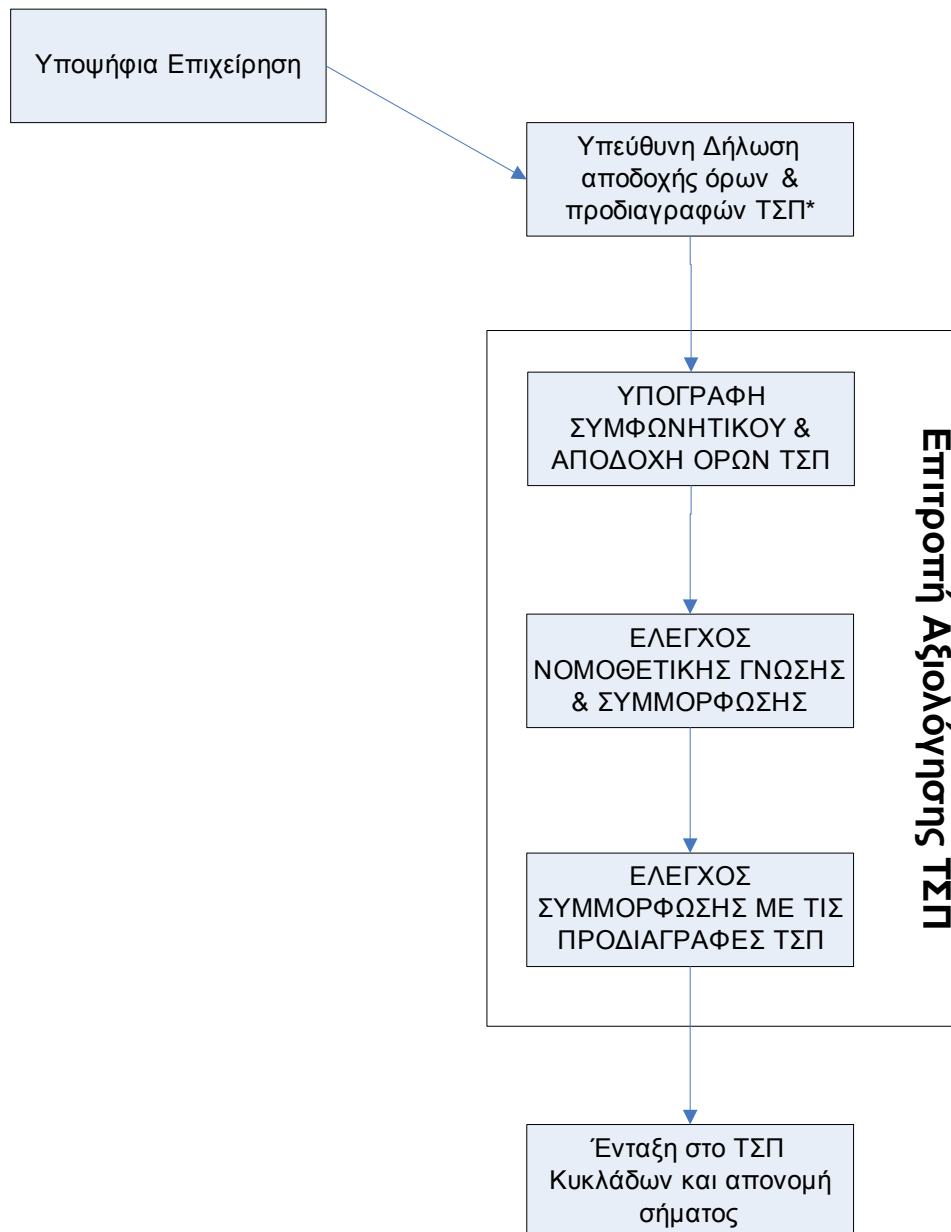 Υποψήφια Επιχείρηση
Υπεύθυνη Δήλωση
αποδοχής όρων & 
προδιαγραφών ΤΣΠ*
ΥΠΟΓΡΑΦΗ
ΣΥΜΦΩΝΗΤΙΚΟΥ &
ΑΠΟΔΟΧΗ ΟΡΩΝ ΤΣΠ
ΕΛΕΓΧΟΣ
ΝΟΜΟΘΕΤΙΚΗΣ ΓΝΩΣΗΣ
& ΣΥΜΜΟΡΦΩΣΗΣ
ΕΛΕΓΧΟΣ
ΣΥΜΜΟΡΦΩΣΗΣ ΜΕ ΤΙΣ
ΠΡΟΔΙΑΓΡΑΦΕΣ ΤΣΠ
Επιτροπή Αξιολόγησης ΤΣΠ
Ένταξη στο ΤΣΠ
Κυκλάδων και απονομή
σήματος